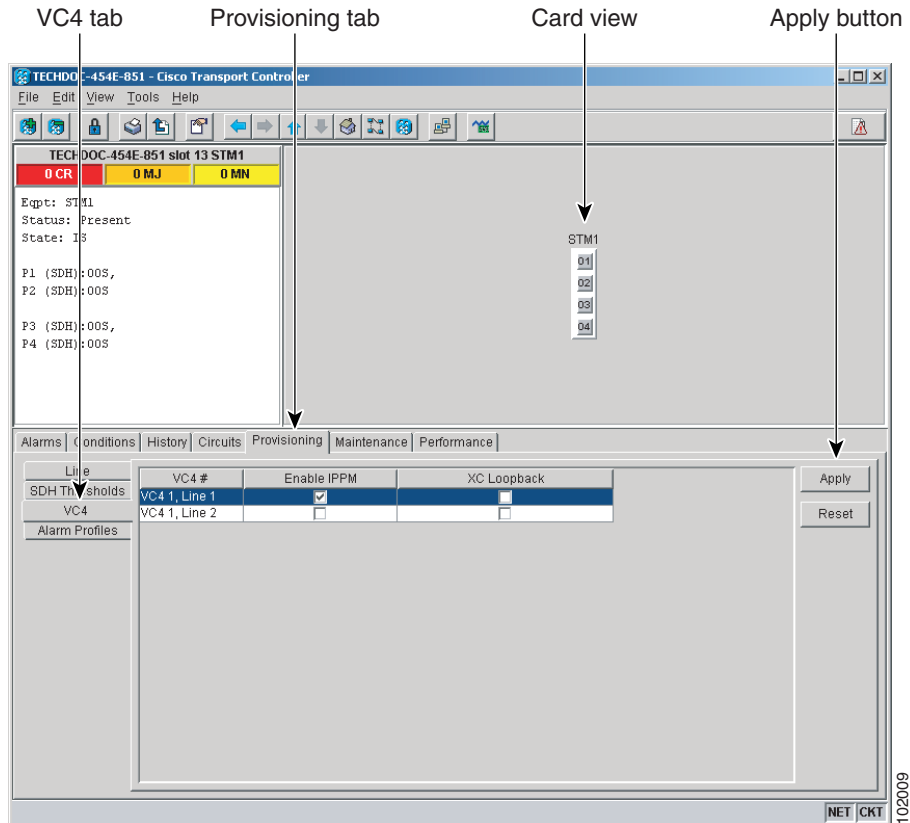 VC4 tab Provisioning tab Card view Apply button
TECHDOC-454E-851 - Cisco Transport Controller
File Edit View Tools Help
TECHDOC-454E-851 slot 13 STM1
0 CR 0 MJ 0 MN
Eqpt: STM1
Status: Present
State: IS
P1 (SDH):OOS,
P2 (SDH):OOS
P3 (SDH):OOS,
P4 (SDH):OOS
STM1
01
02
03
04
Alarms Conditions History Circuits Provisioning Maintenance Performance
Line
SDH Thresholds
VC4
Alarm Profiles
VC4 # Enable IPPM XC Loopback
VC4 1, Line 1
VC4 1, Line 2
Apply
Reset
NET CKT
102009